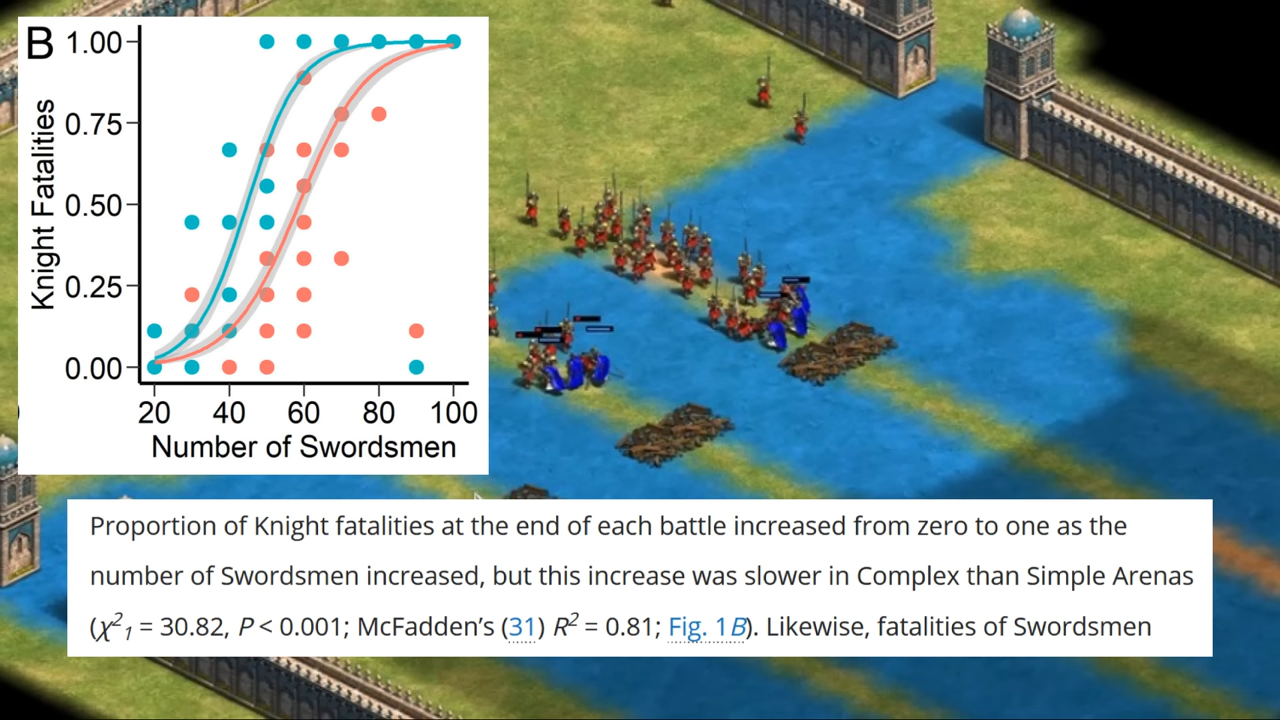 B
Knight Fatalities
1.00
0.75
0.50
0.25
0.00
20 40 60 80 100
Number of Swordsmen
Proportion of Knight fatalities at the end of each battle increased from zero to one as the
number of Swordsmen increased, but this increase was slower in Complex than Simple Arenas
(χ²₁ = 30.82, P < 0.001; McFadden’s (31) R² = 0.81; Fig. 1B). Likewise, fatalities of Swordsmen